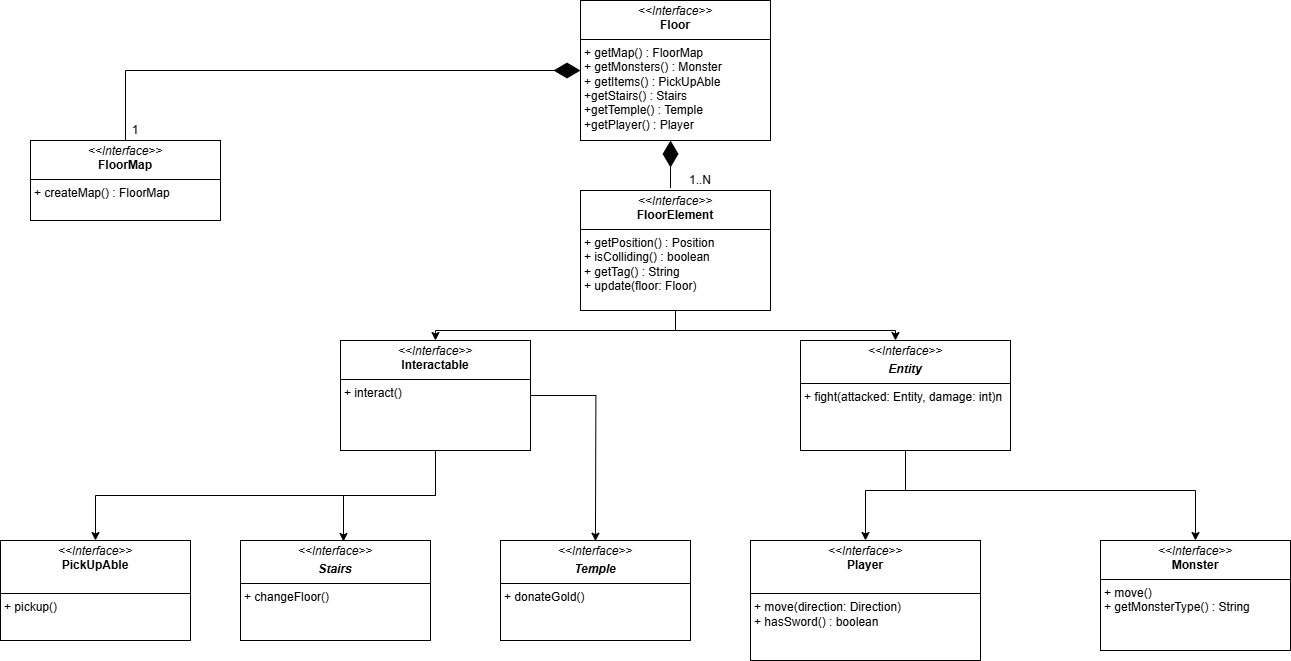 <<Interface>>
Floor
+ getMap() : FloorMap
+ getMonsters() : Monster
+ getItems() : PickUpAble
+getStairs() : Stairs
+getTemple() : Temple
+getPlayer() : Player
1
<<Interface>>
FloorMap
+ createMap() : FloorMap
1..N
<<Interface>>
FloorElement
+ getPosition() : Position
+ isColliding() : boolean
+ getTag() : String
+ update(floor: Floor)
<<Interface>>
Interactable
+ interact()
<<Interface>>
Entity
+ fight(attacked: Entity, damage: int)n
<<Interface>>
PickUpAble
+ pickup()
<<Interface>>
Stairs
+ changeFloor()
<<Interface>>
Temple
+ donateGold()
<<Interface>>
Player
+ move(direction: Direction)
+ hasSword() : boolean
<<Interface>>
Monster
+ move()
+ getMonsterType() : String